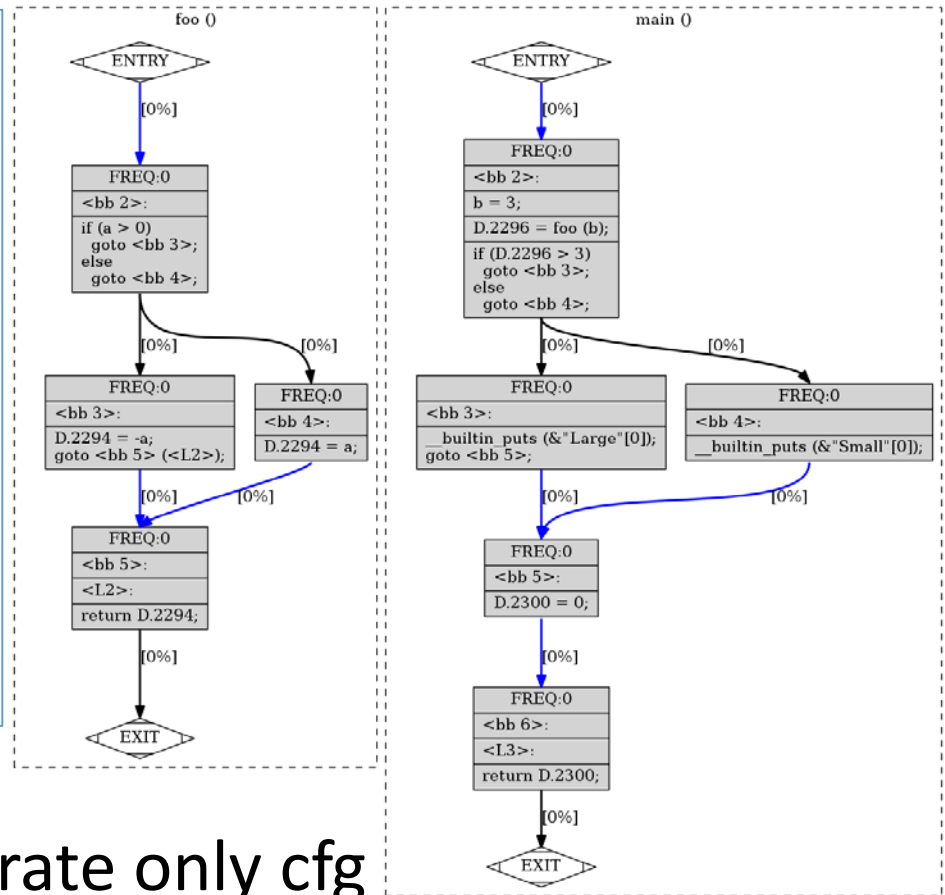 foo ()
ENTRY
[0%]
FREQ:0
<bb 2>:
if (a > 0)
goto <bb 3>;
else
goto <bb 4>;
[0%]
[0%]
FREQ:0
<bb 3>:
D.2294 = -a;
goto <bb 5> (<L2>);
FREQ:0
<bb 4>:
D.2294 = a;
[0%]
[0%]
FREQ:0
<bb 5>:
<L2>:
return D.2294;
[0%]
EXIT
main ()
ENTRY
[0%]
FREQ:0
<bb 2>:
b = 3;
D.2296 = foo (b);
if (D.2296 > 3)
goto <bb 3>;
else
goto <bb 4>;
[0%]
[0%]
FREQ:0
<bb 3>:
__builtin_puts (&"Large"[0]);
goto <bb 5>;
FREQ:0
<bb 4>:
__builtin_puts (&"Small"[0]);
[0%]
[0%]
FREQ:0
<bb 5>:
D.2300 = 0;
[0%]
FREQ:0
<bb 6>:
<L3>:
return D.2300;
[0%]
EXIT
rate only cfg